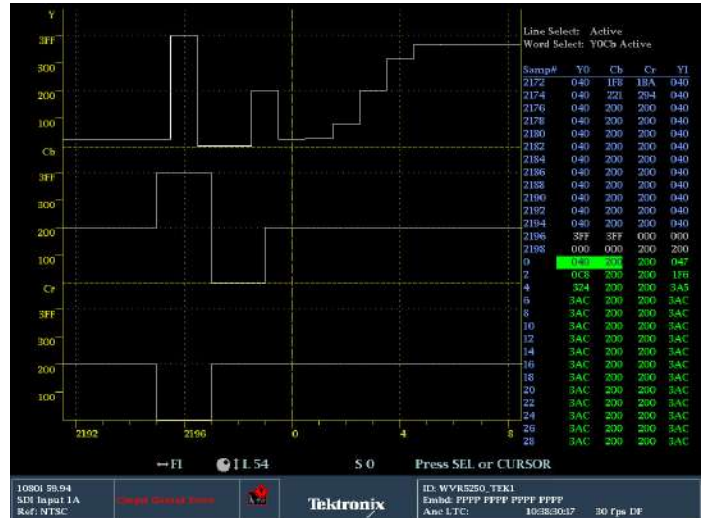 Y
3FF
300
200
100
Cb
3FF
300
200
100
Cr
3FF
300
200
100
2192 2196 0 4 8
Line Select: Active
Word Select: Y0Cb Active
Samp# Y0 Cb Cr Y1
2172 040 1F8 1BA 040
2174 040 221 294 040
2176 040 200 200 040
2178 040 200 200 040
2180 040 200 200 040
2182 040 200 200 040
2184 040 200 200 040
2186 040 200 200 040
2188 040 200 200 040
2190 040 200 200 040
2192 040 200 200 040
2194 040 200 200 040
2196 3FF 3FF 000 000
2198 000 000 200 200
0 040 200 200 047
2 0C8 200 200 1F6
4 324 200 200 3A5
6 3AC 200 200 3AC
8 3AC 200 200 3AC
10 3AC 200 200 3AC
12 3AC 200 200 3AC
14 3AC 200 200 3AC
16 3AC 200 200 3AC
18 3AC 200 200 3AC
20 3AC 200 200 3AC
22 3AC 200 200 3AC
24 3AC 200 200 3AC
26 3AC 200 200 3AC
28 3AC 200 200 3AC
↔F1 ↕L 54 S 0 Press SEL or CURSOR
1080i 59.94
SDI Input 1A
Ref: NTSC
Tektronix
ID: WVR5250_TEK1
Embd: PPPP PPPP PPPP PPPP
Anc LTC: 10:38:30:17 30 fps DF